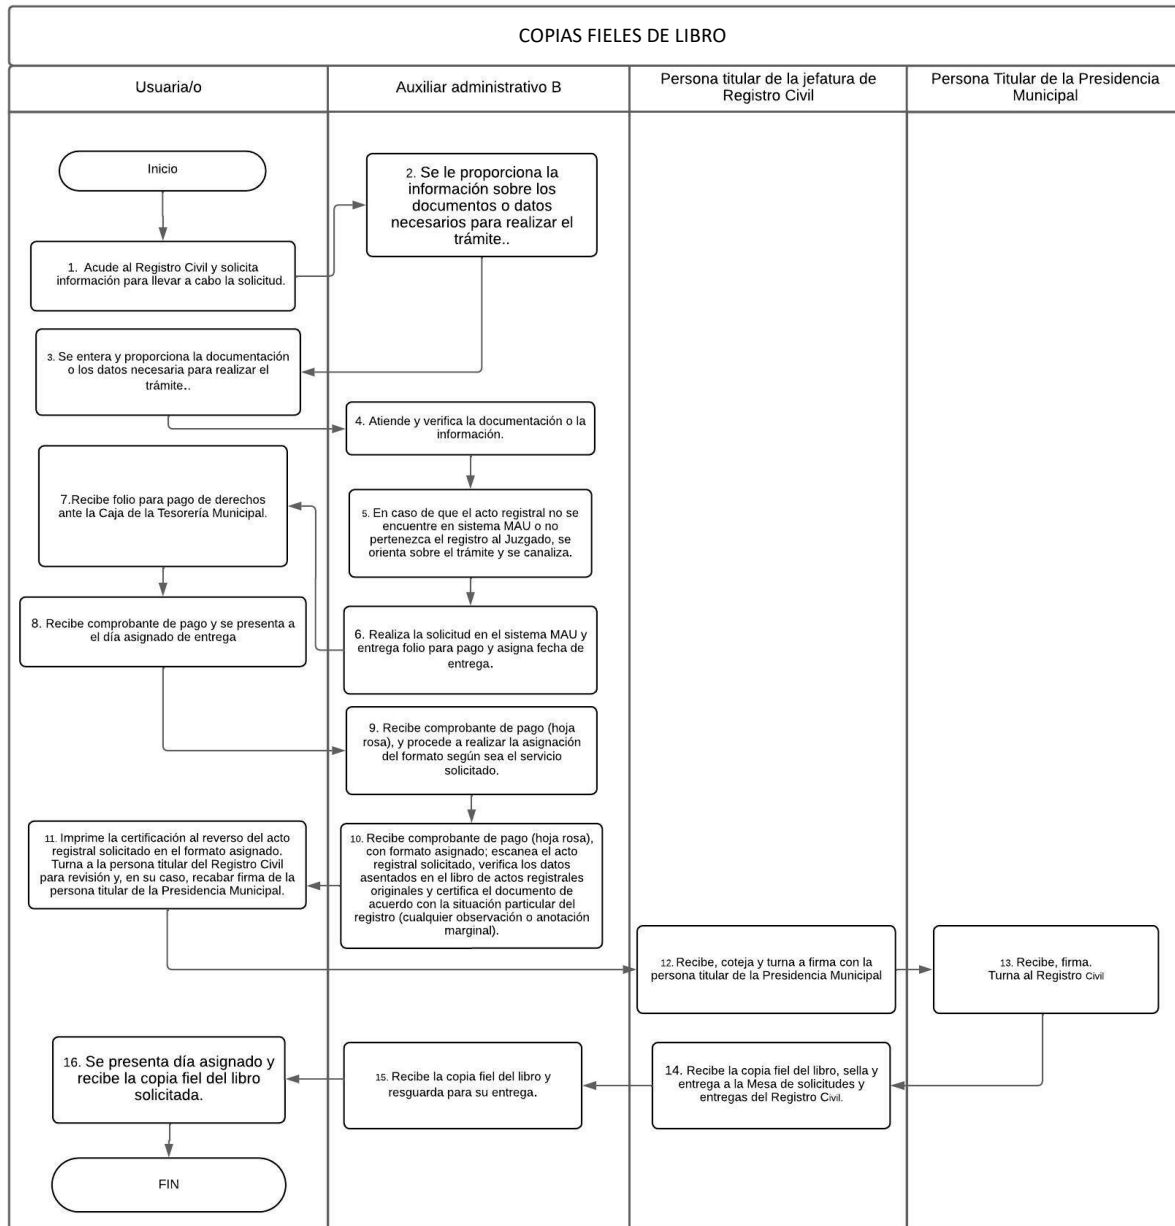 COPIAS FIELES DE LIBRO
Usuaria/o
Auxiliar administrativo B
Persona titular de la jefatura de
Registro Civil
Persona Titular de la Presidencia
Municipal
Inicio
1. Acude al Registro Civil y solicita
información para llevar a cabo la solicitud.
2. Se le proporciona la
información sobre los
documentos o datos
necesarios para realizar el
trámite..
3. Se entera y proporciona la documentación
o los datos necesaria para realizar el
trámite..
4. Atiende y verifica la documentación o la
información.
5. En caso de que el acto registral no se
encuentre en sistema MAU o no
pertenezca el registro al Juzgado, se
orienta sobre el trámite y se canaliza.
6. Realiza la solicitud en el sistema MAU y
entrega folio para pago y asigna fecha de
entrega.
7.Recibe folio para pago de derechos
ante la Caja de la Tesorería Municipal.
8. Recibe comprobante de pago y se presenta a
el día asignado de entrega
9. Recibe comprobante de pago (hoja
rosa), y procede a realizar la asignación
del formato según sea el servicio
solicitado.
10. Recibe comprobante de pago (hoja rosa),
con formato asignado; escanea el acto
registral solicitado, verifica los datos
asentados en el libro de actos registrales
originales y certifica el documento de
acuerdo con la situación particular del
registro (cualquier observación o anotación
marginal).
11. Imprime la certificación al reverso del acto
registral solicitado en el formato asignado.
Turna a la persona titular del Registro Civil
para revisión y, en su caso, recabar firma de la
persona titular de la Presidencia Municipal.
12. Recibe, coteja y turna a firma con la
persona titular de la Presidencia Municipal
13. Recibe, firma.
Turna al Registro Civil
14. Recibe la copia fiel del libro, sella y
entrega a la Mesa de solicitudes y
entregas del Registro Civil.
15. Recibe la copia fiel del libro y
resguarda para su entrega.
16. Se presenta día asignado y
recibe la copia fiel del libro
solicitada.
FIN